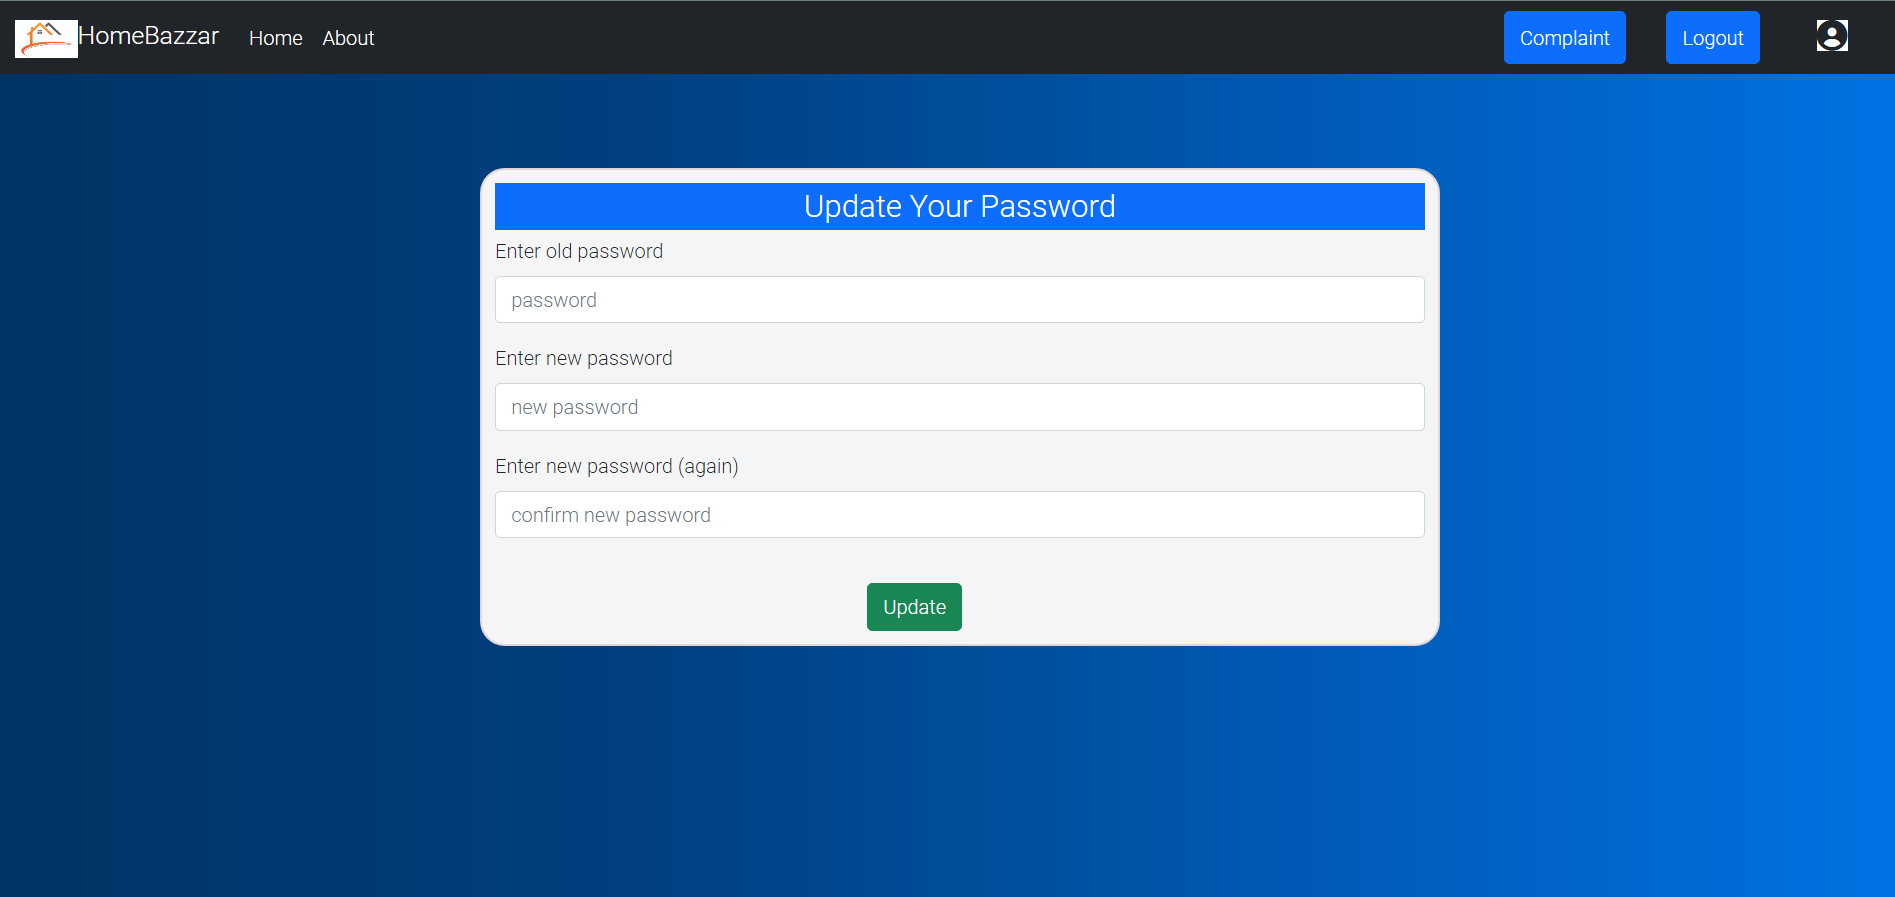 HomeBazzar Home About Complaint Logout
Update Your Password
Enter old password
password
Enter new password
new password
Enter new password (again)
confirm new password
Update